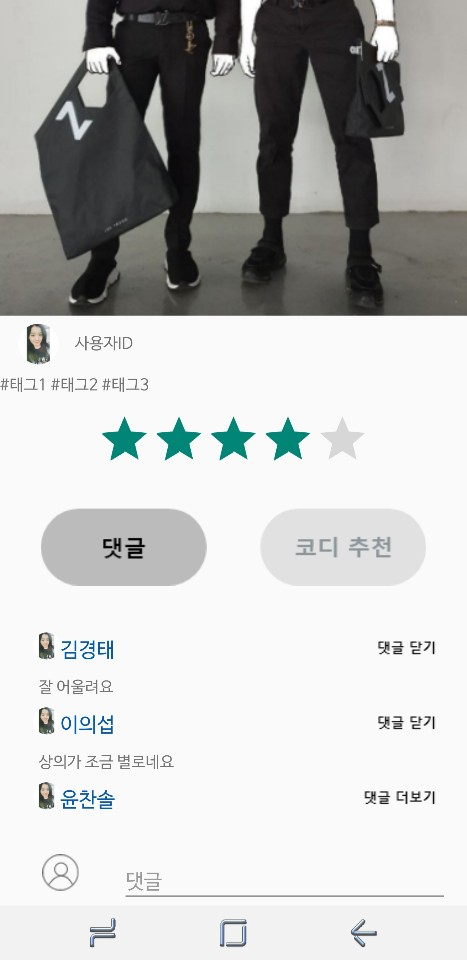 Z
사용자ID
#태그1 #태그2 #태그3
댓글
코디 추천
김경태
댓글 닫기
잘 어울려요
이의섭
댓글 닫기
상의가 조금 별로네요
윤찬솔
댓글 더보기
댓글